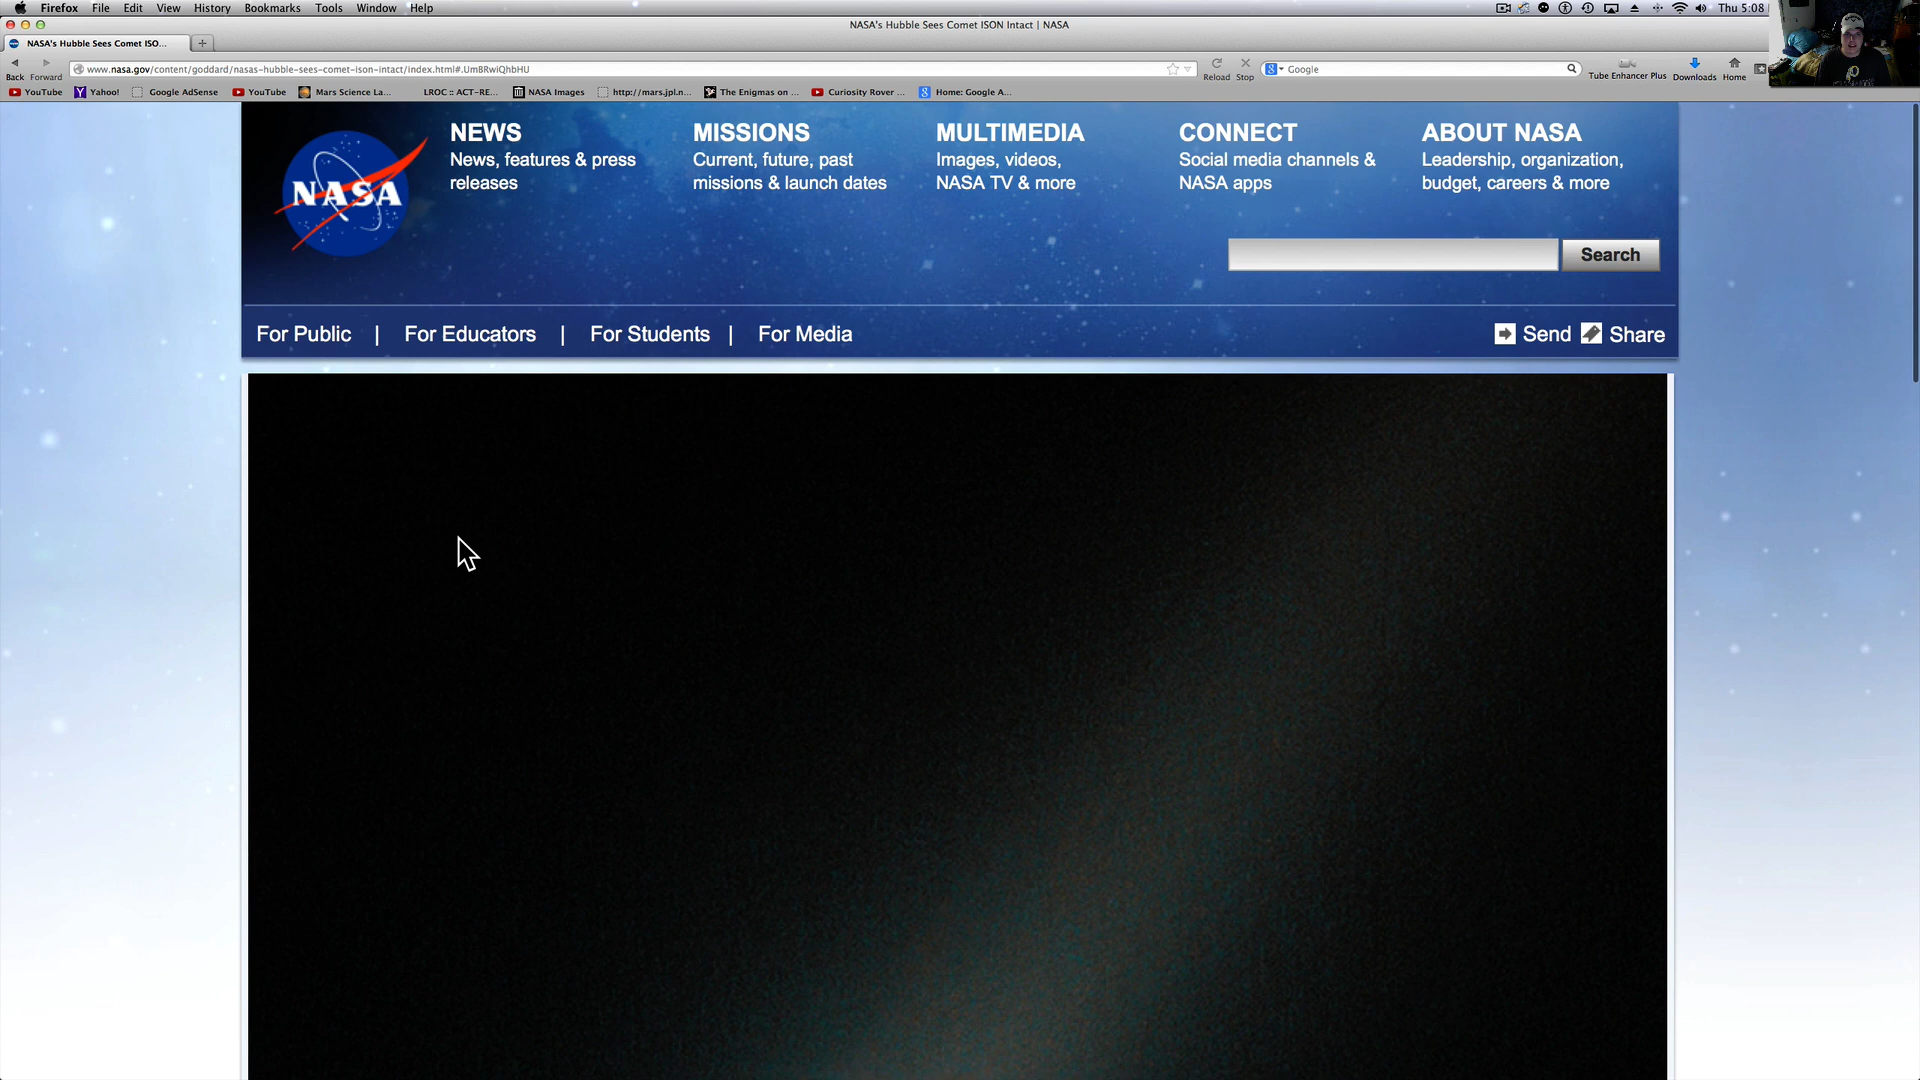 Firefox File Edit View History Bookmarks Tools Window Help Thu 5:08
NASA's Hubble Sees Comet ISON Intact | NASA
NASA's Hubble Sees Comet ISO...
Back Forward www.nasa.gov/content/goddard/nasas-hubble-sees-comet-ison-intact/index.html#.UmBRwiQhbHU Reload Stop Google Tube Enhancer Plus Downloads Home
YouTube Yahoo! Google AdSense YouTube Mars Science La... LROC :: ACT-RE... NASA Images http://mars.jpl.n... The Enigmas on ... Curiosity Rover ... Home: Google A...
NASA
NEWS
News, features & press
releases
MISSIONS
Current, future, past
missions & launch dates
MULTIMEDIA
Images, videos,
NASA TV & more
CONNECT
Social media channels &
NASA apps
ABOUT NASA
Leadership, organization,
budget, careers & more
Search
For Public | For Educators | For Students | For Media Send Share